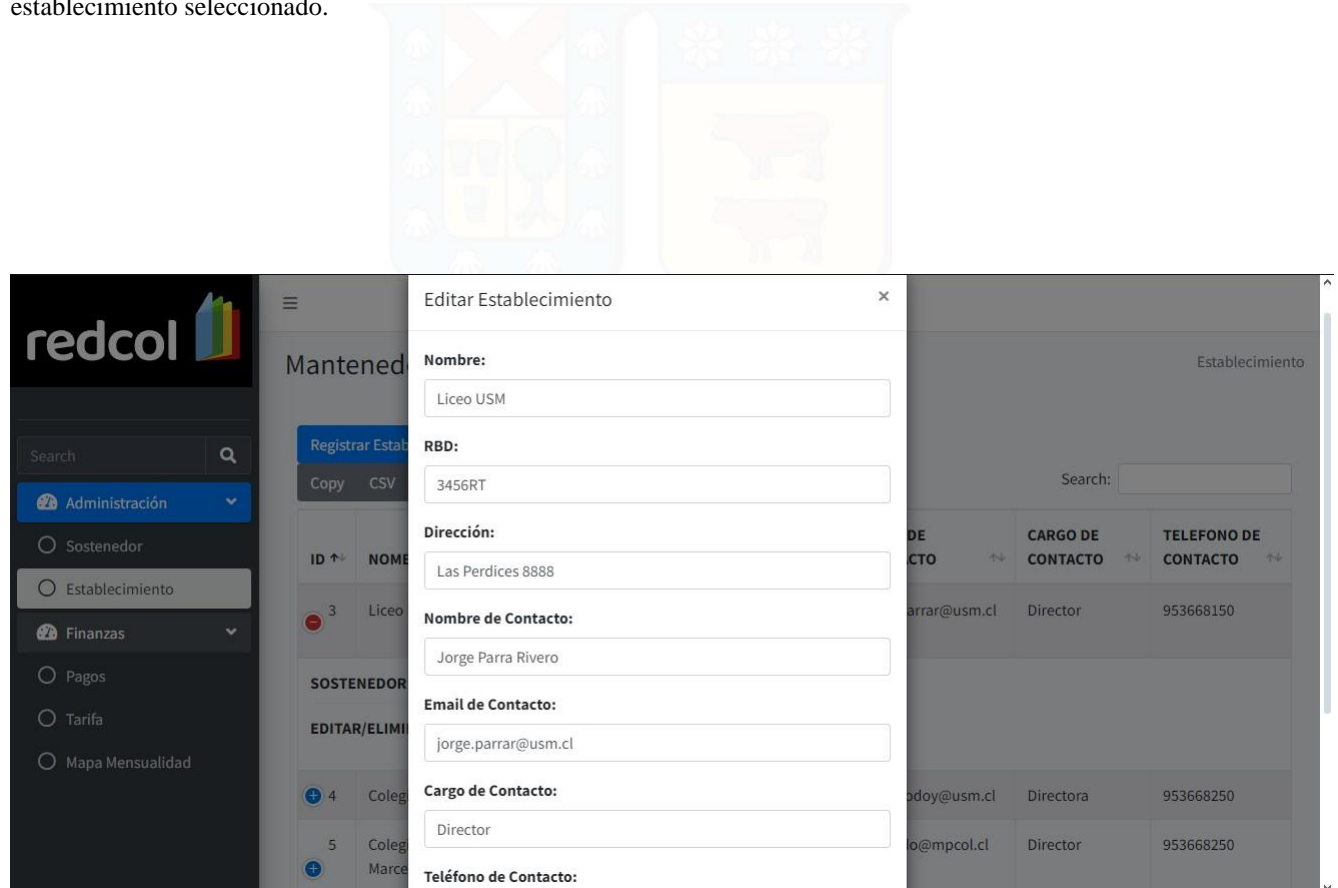 establecimiento seleccionado.
redcol
Search
Administración
Sostenedor
Establecimiento
Finanzas
Pagos
Tarifa
Mapa Mensualidad
Mantened
Establecimiento
Registrar Estab
Copy CSV
Search:
ID NOME DE CARGO DE TELEFONO DE
CTO CONTACTO CONTACTO
3 Liceo arrar@usm.cl Director 953668150
SOSTENEDOR
EDITAR/ELIMI
4 Coleg odoy@usm.cl Directora 953668250
5 Coleg lo@mpcol.cl Director 953668250
Marce
Editar Establecimiento ×
Nombre:
Liceo USM
RBD:
3456RT
Dirección:
Las Perdices 8888
Nombre de Contacto:
Jorge Parra Rivero
Email de Contacto:
jorge.parrar@usm.cl
Cargo de Contacto:
Director
Teléfono de Contacto: